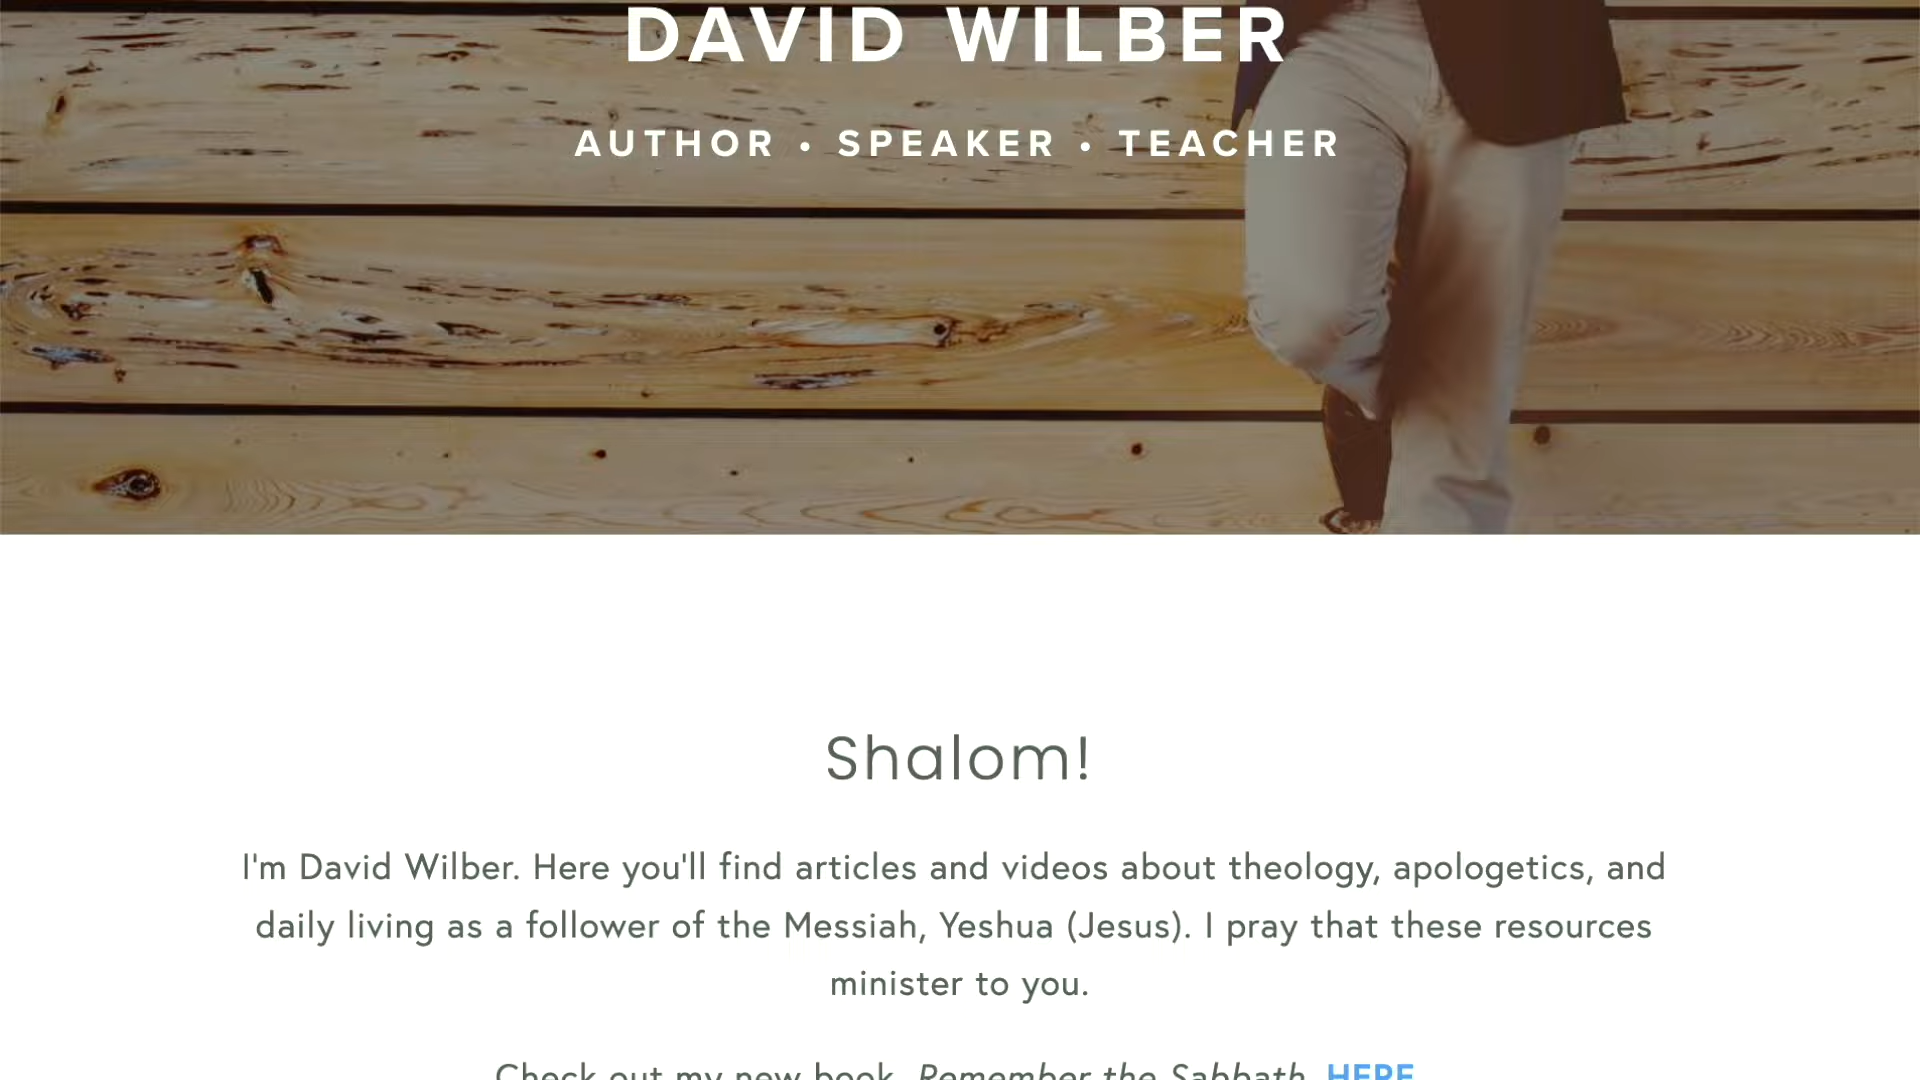 DAVID WILBER
AUTHOR • SPEAKER • TEACHER
Shalom!
I'm David Wilber. Here you'll find articles and videos about theology, apologetics, and
daily living as a follower of the Messiah, Yeshua (Jesus). I pray that these resources
minister to you.
Check out my new book, Remember the Sabbath, HERE